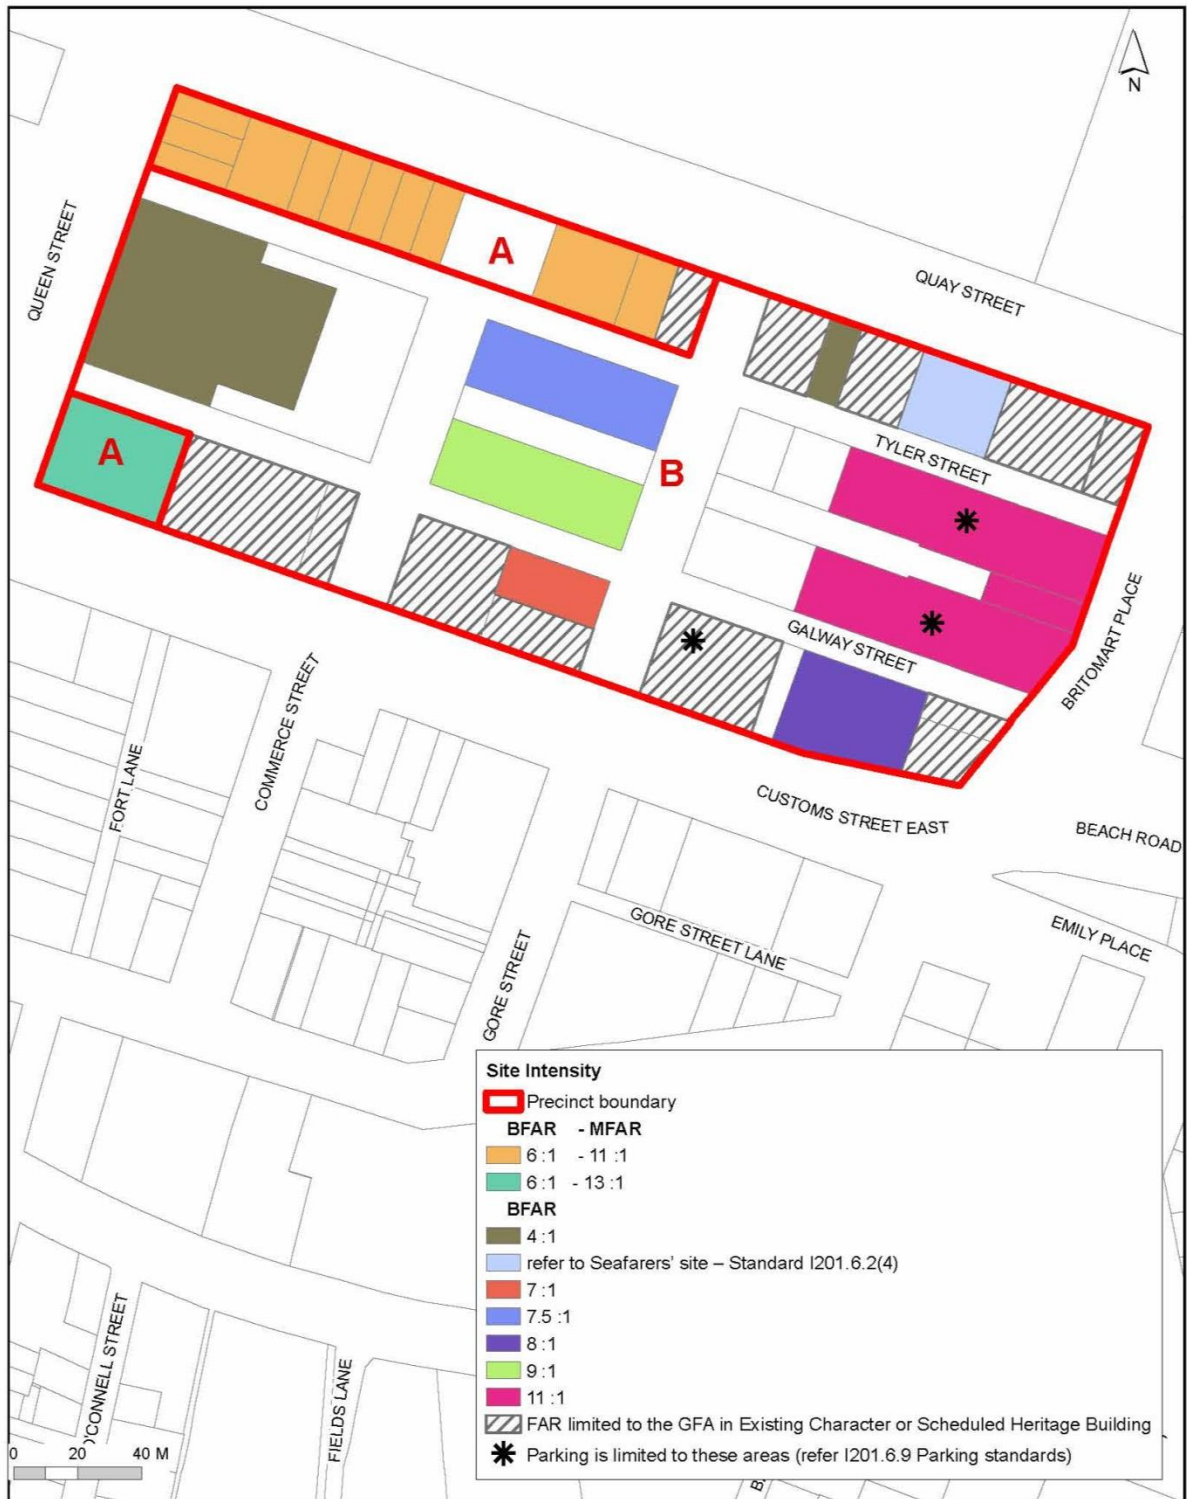 N
QUEEN STREET
A
QUAY STREET
A
B
TYLER STREET
GALWAY STREET
BRITOMART PLACE
COMMERCE STREET
FORT LANE
CUSTOMS STREET EAST
BEACH ROAD
GORE STREET LANE
EMILY PLACE
GORE STREET
Site Intensity
Precinct boundary
BFAR - MFAR
6 :1 - 11 :1
6 :1 - 13 :1
BFAR
4 :1
refer to Seafarers' site – Standard I201.6.2(4)
7 :1
7.5 :1
8 :1
9 :1
11 :1
FAR limited to the GFA in Existing Character or Scheduled Heritage Building
Parking is limited to these areas (refer I201.6.9 Parking standards)
O'CONNELL STREET
FIELDS LANE
0 20 40 M